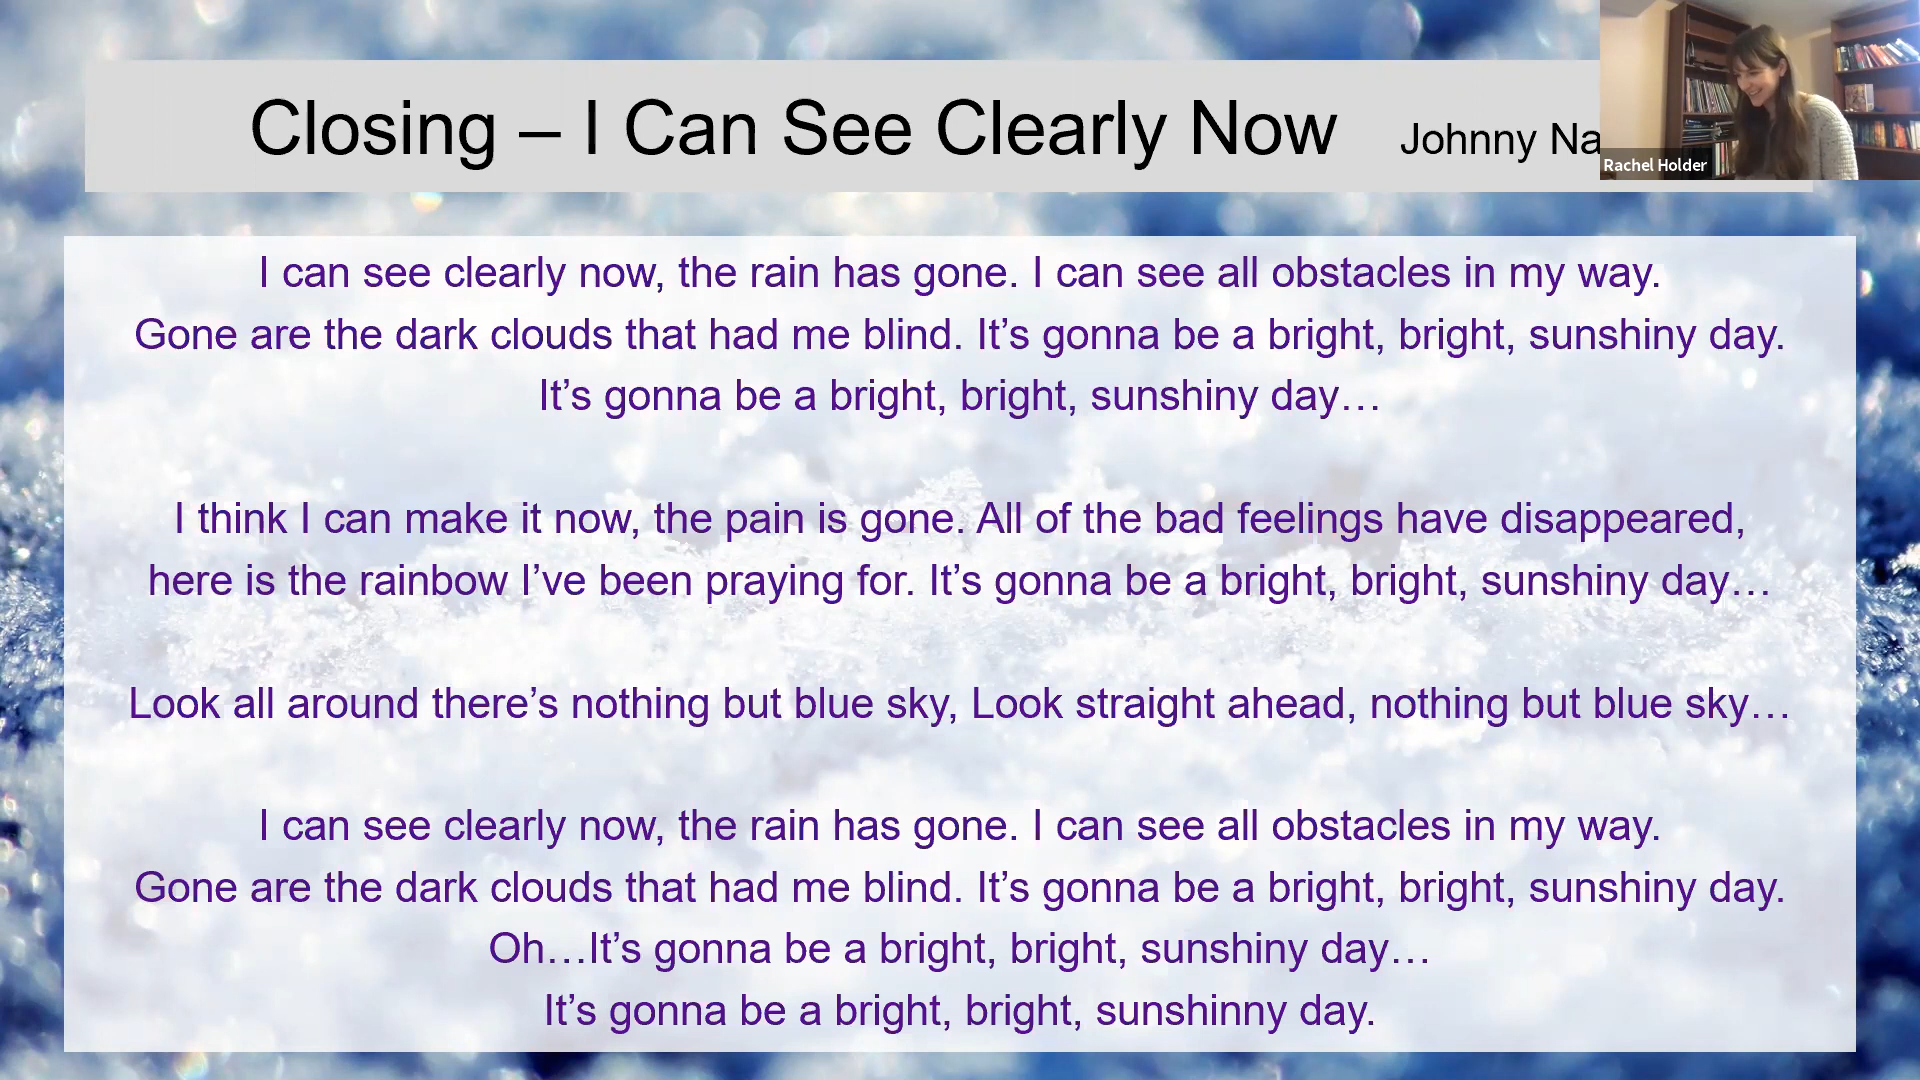 Closing – I Can See Clearly Now Johnny Na
Rachel Holder
I can see clearly now, the rain has gone. I can see all obstacles in my way.
Gone are the dark clouds that had me blind. It’s gonna be a bright, bright, sunshiny day.
It’s gonna be a bright, bright, sunshiny day…
I think I can make it now, the pain is gone. All of the bad feelings have disappeared,
here is the rainbow I’ve been praying for. It’s gonna be a bright, bright, sunshiny day…
Look all around there’s nothing but blue sky, Look straight ahead, nothing but blue sky…
I can see clearly now, the rain has gone. I can see all obstacles in my way.
Gone are the dark clouds that had me blind. It’s gonna be a bright, bright, sunshiny day.
Oh…It’s gonna be a bright, bright, sunshiny day…
It’s gonna be a bright, bright, sunshinny day.